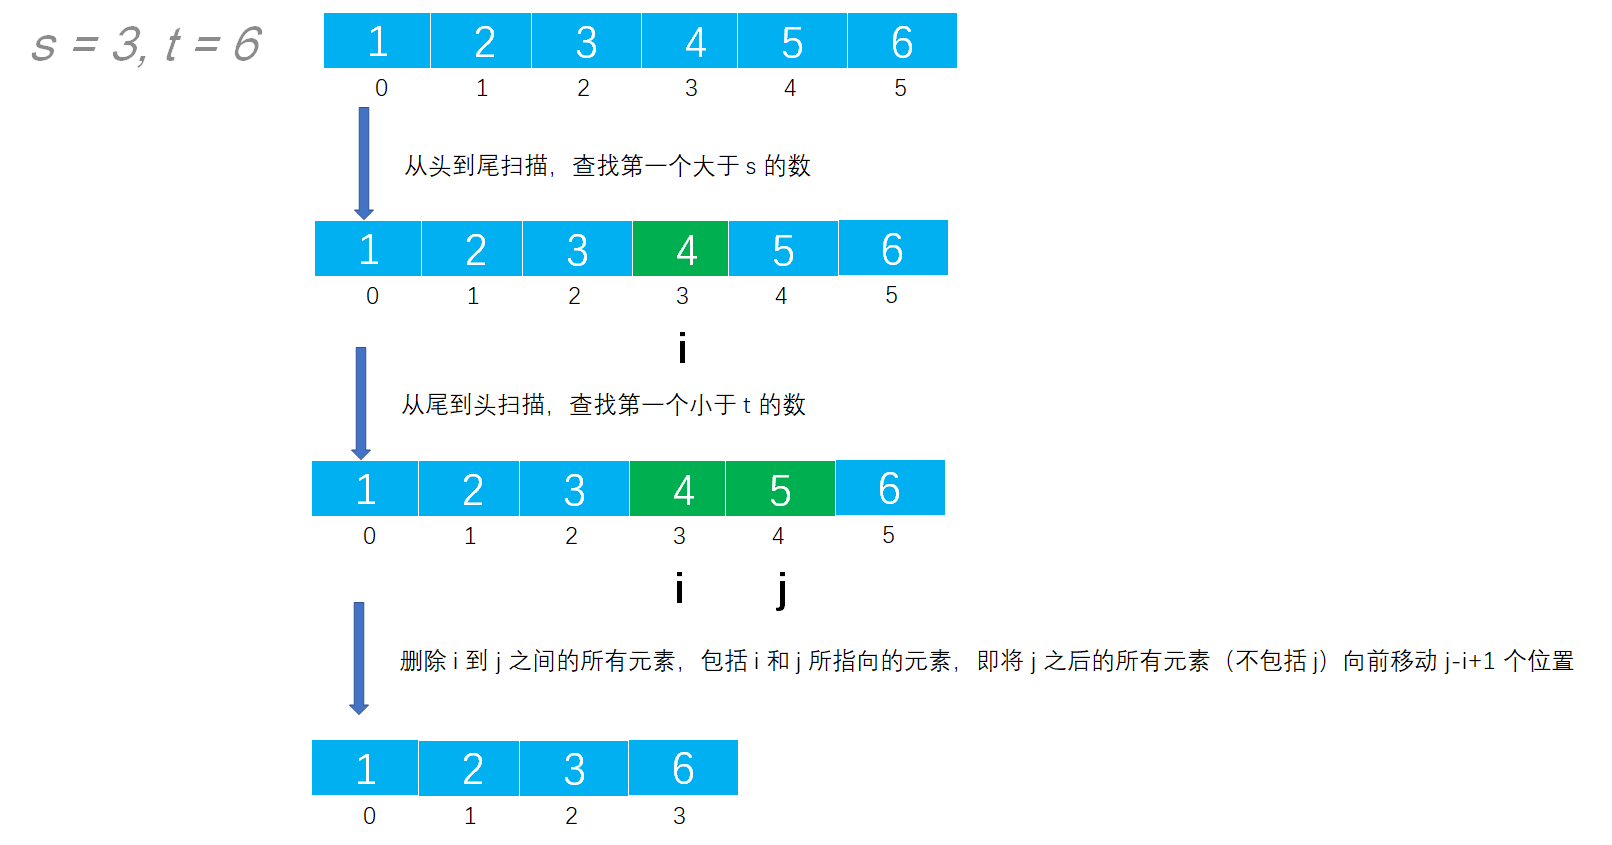 s = 3, t = 6
1 2 3 4 5 6
0 1 2 3 4 5
从头到尾扫描，查找第一个大于 s 的数
1 2 3 4 5 6
0 1 2 3 4 5
i
从尾到头扫描，查找第一个小于 t 的数
1 2 3 4 5 6
0 1 2 3 4 5
i j
删除 i 到 j 之间的所有元素，包括 i 和 j 所指向的元素，即将 j 之后的所有元素（不包括 j）向前移动 j-i+1 个位置
1 2 3 6
0 1 2 3